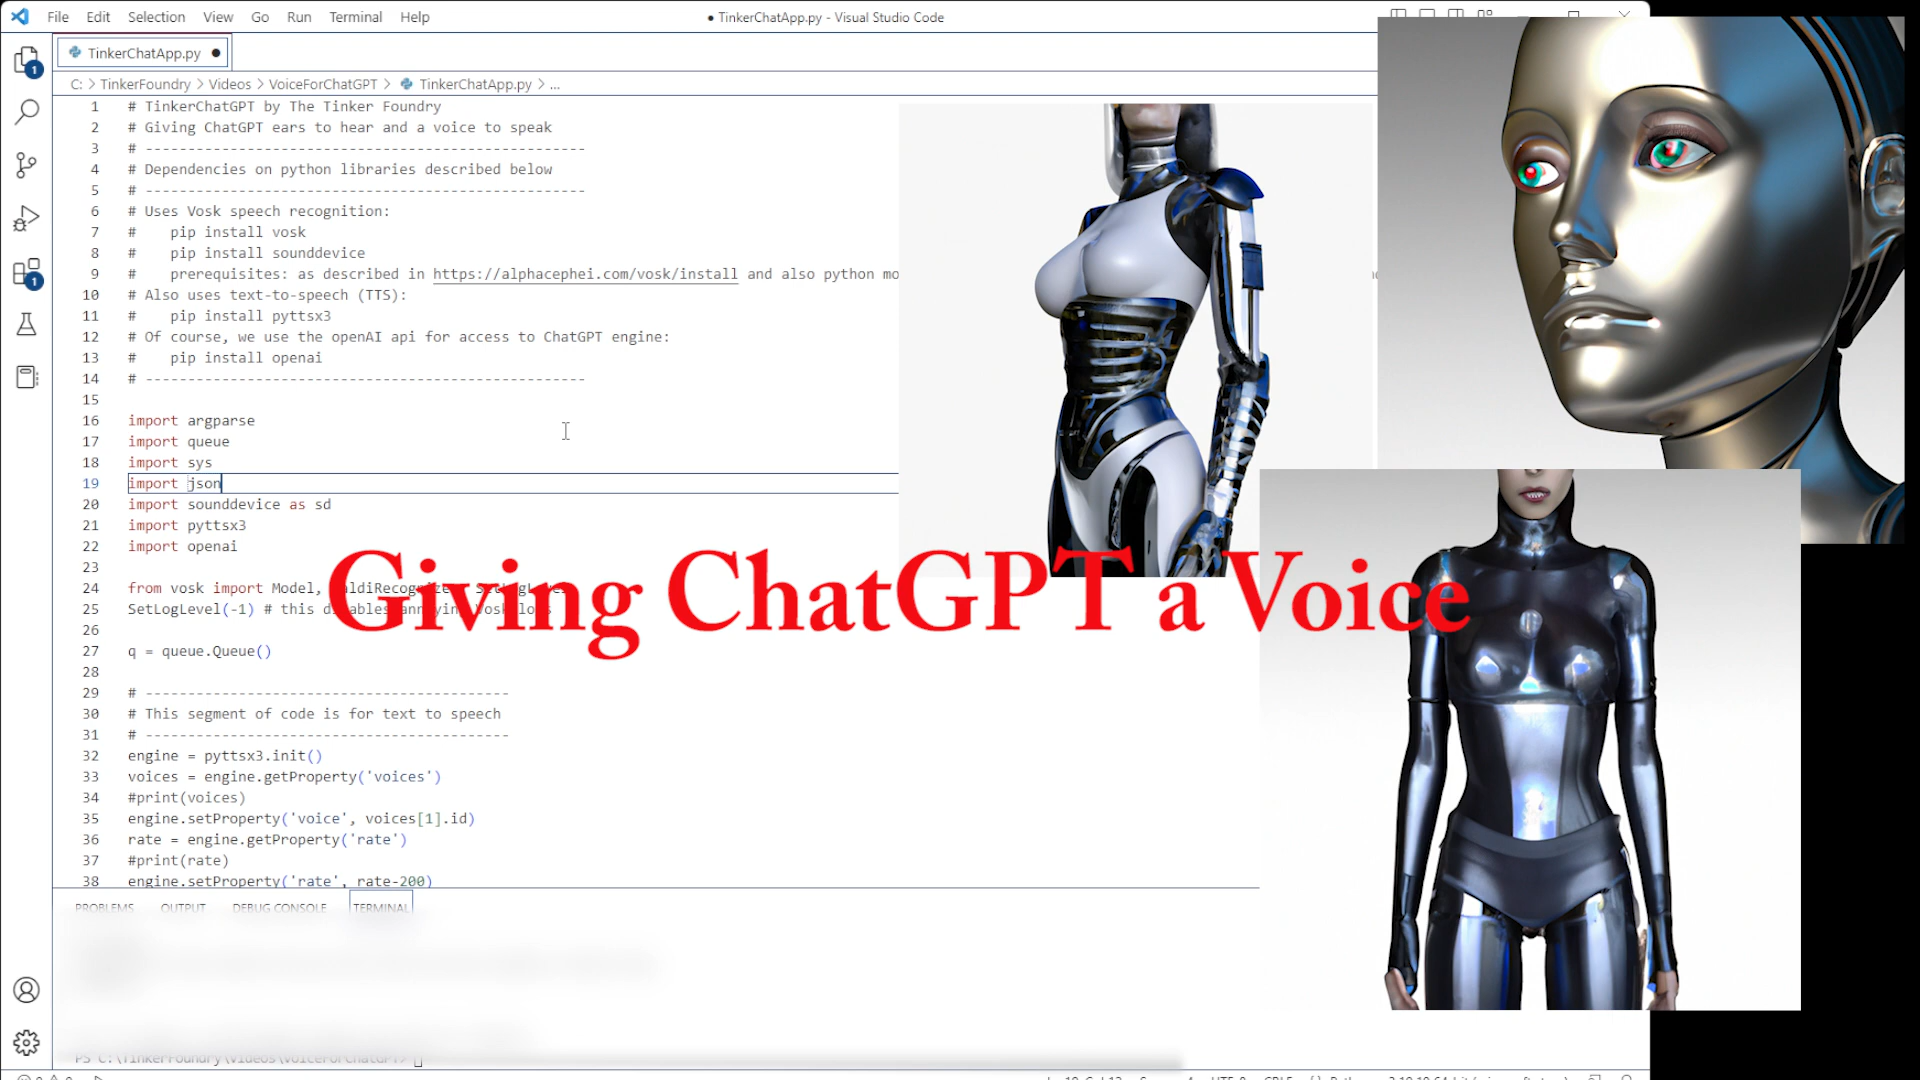 File Edit Selection View Go Run Terminal Help
● TinkerChatApp.py - Visual Studio Code
TinkerChatApp.py ●
C: > TinkerFoundry > Videos > VoiceForChatGPT > TinkerChatApp.py > ...
1 # TinkerChatGPT by The Tinker Foundry
2 # Giving ChatGPT ears to hear and a voice to speak
3 # ----------------------------------------------------
4 # Dependencies on python libraries described below
5 # ----------------------------------------------------
6 # Uses Vosk speech recognition:
7 #    pip install vosk
8 #    pip install sounddevice
9 #    prerequisites: as described in https://alphacephei.com/vosk/install and also python mo
10 # Also uses text-to-speech (TTS):
11 #    pip install pyttsx3
12 # Of course, we use the openAI api for access to ChatGPT engine:
13 #    pip install openai
14 # ----------------------------------------------------
15
16 import argparse
17 import queue
18 import sys
19 import json
20 import sounddevice as sd
21 import pyttsx3
22 import openai
23
24 from vosk import Model,
25 SetLogLevel(-1) # this
26
27 q = queue.Queue()
28
29 # -------------------------------------------
30 # This segment of code is for text to speech
31 # -------------------------------------------
32 engine = pyttsx3.init()
33 voices = engine.getProperty('voices')
34 #print(voices)
35 engine.setProperty('voice', voices[1].id)
36 rate = engine.getProperty('rate')
37 #print(rate)
38 engine.setProperty('rate', rate-200)
Giving ChatGPT a Voice
PROBLEMS OUTPUT DEBUG CONSOLE TERMINAL
PS C:\TinkerFoundry\Videos\VoiceForChatGPT>
1
1